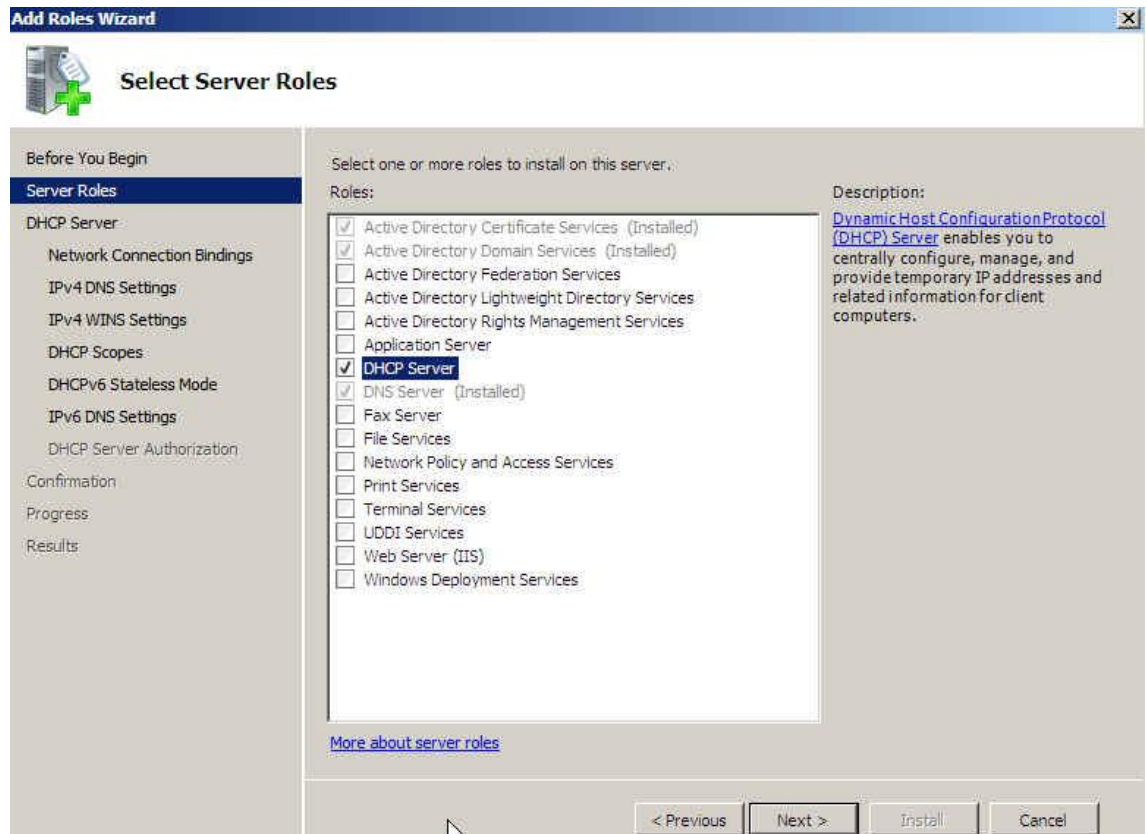 Add Roles Wizard
Select Server Roles
Before You Begin
Server Roles
DHCP Server
Network Connection Bindings
IPv4 DNS Settings
IPv4 WINS Settings
DHCP Scopes
DHCPv6 Stateless Mode
IPv6 DNS Settings
DHCP Server Authorization
Confirmation
Progress
Results
Select one or more roles to install on this server.
Roles:
Active Directory Certificate Services (Installed)
Active Directory Domain Services (Installed)
Active Directory Federation Services
Active Directory Lightweight Directory Services
Active Directory Rights Management Services
Application Server
DHCP Server
DNS Server (Installed)
Fax Server
File Services
Network Policy and Access Services
Print Services
Terminal Services
UDDI Services
Web Server (IIS)
Windows Deployment Services
More about server roles
Description:
Dynamic Host Configuration Protocol
(DHCP) Server enables you to
centrally configure, manage, and
provide temporary IP addresses and
related information for client
computers.
< Previous
Next >
Install
Cancel